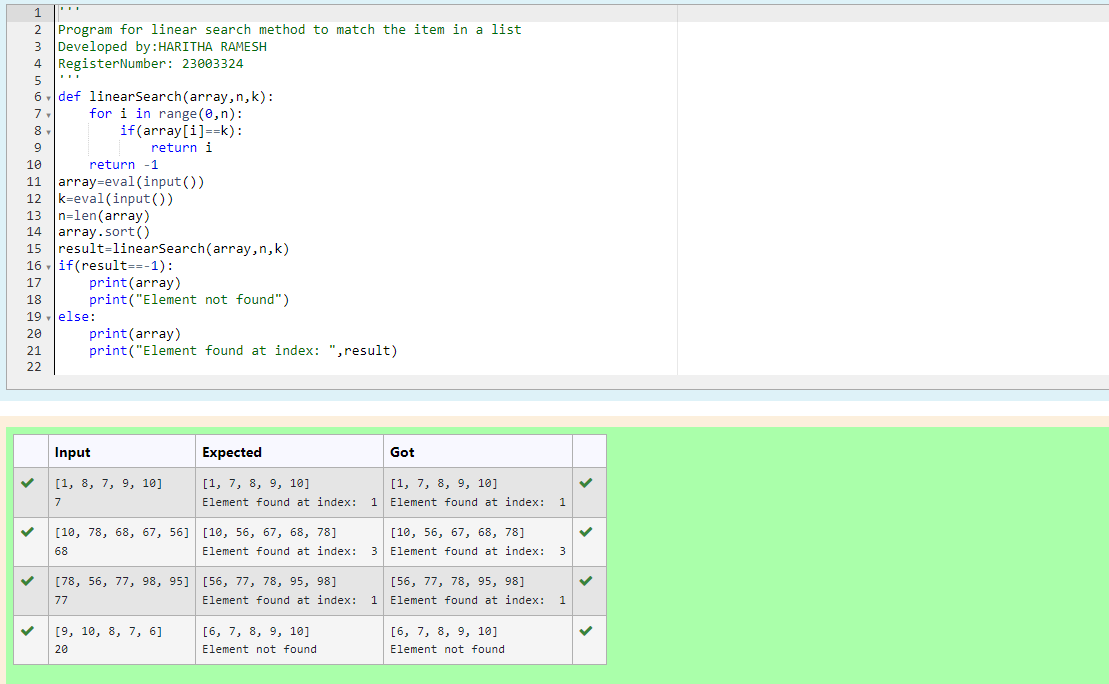 1 '''
2 Program for linear search method to match the item in a list
3 Developed by:HARITHA RAMESH
4 RegisterNumber: 23003324
5 '''
6 def linearSearch(array,n,k):
7     for i in range(0,n):
8         if(array[i]==k):
9             return i
10     return -1
11 array=eval(input())
12 k=eval(input())
13 n=len(array)
14 array.sort()
15 result=linearSearch(array,n,k)
16 if(result==-1):
17     print(array)
18     print("Element not found")
19 else:
20     print(array)
21     print("Element found at index: ",result)
22
Input Expected Got
[1, 8, 7, 9, 10] [1, 7, 8, 9, 10] [1, 7, 8, 9, 10]
7 Element found at index:  1 Element found at index:  1
[10, 78, 68, 67, 56] [10, 56, 67, 68, 78] [10, 56, 67, 68, 78]
68 Element found at index:  3 Element found at index:  3
[78, 56, 77, 98, 95] [56, 77, 78, 95, 98] [56, 77, 78, 95, 98]
77 Element found at index:  1 Element found at index:  1
[9, 10, 8, 7, 6] [6, 7, 8, 9, 10] [6, 7, 8, 9, 10]
20 Element not found Element not found